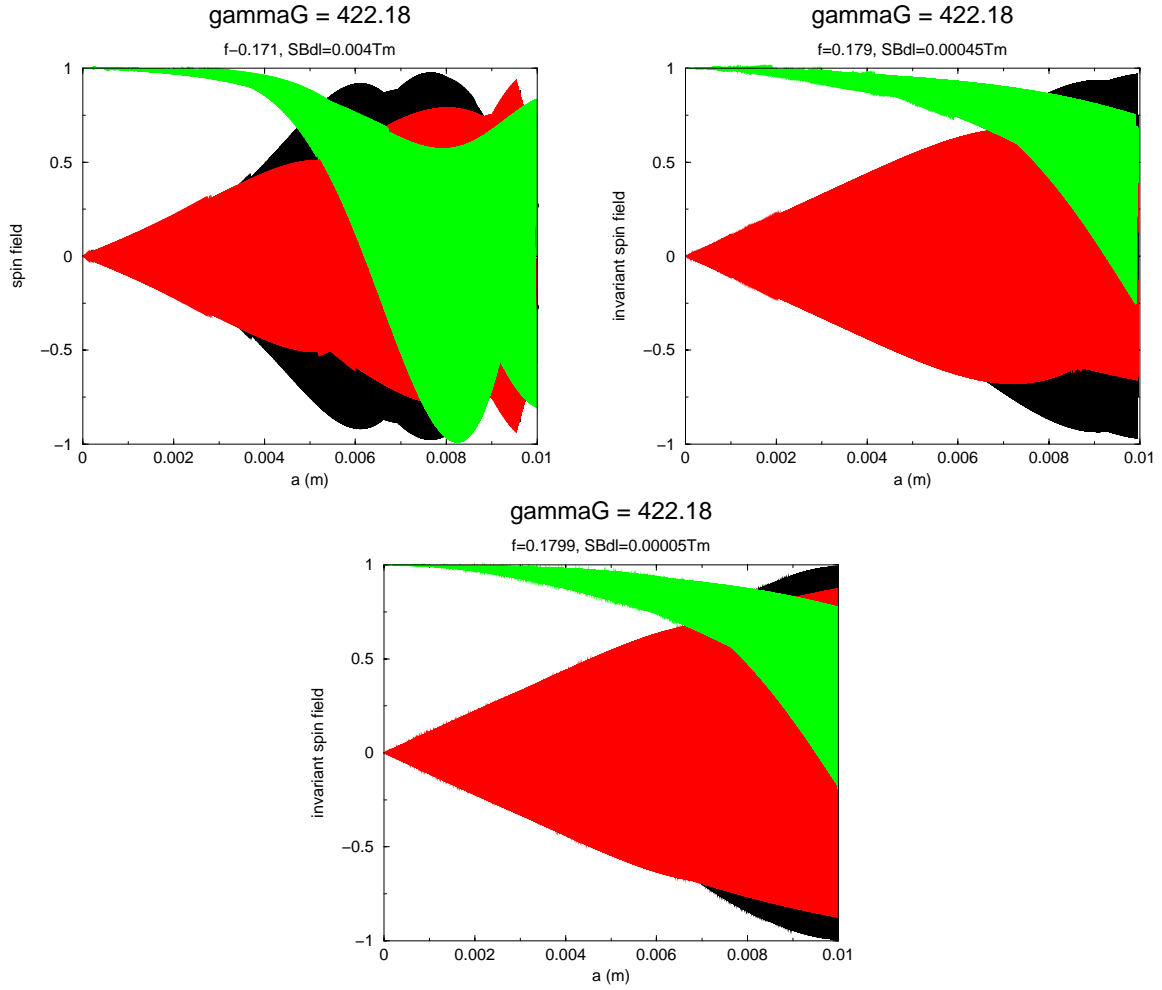 gammaG = 422.18
f−0.171, SBdl=0.004Tm
1
0.5
0
−0.5
−1
spin field
0 0.002 0.004 0.006 0.008 0.01
a (m)
gammaG = 422.18
f=0.179, SBdl=0.00045Tm
1
0.5
0
−0.5
−1
invariant spin field
0 0.002 0.004 0.006 0.008 0.01
a (m)
gammaG = 422.18
f=0.1799, SBdl=0.00005Tm
1
0.5
0
−0.5
−1
invariant spin field
0 0.002 0.004 0.006 0.008 0.01
a (m)